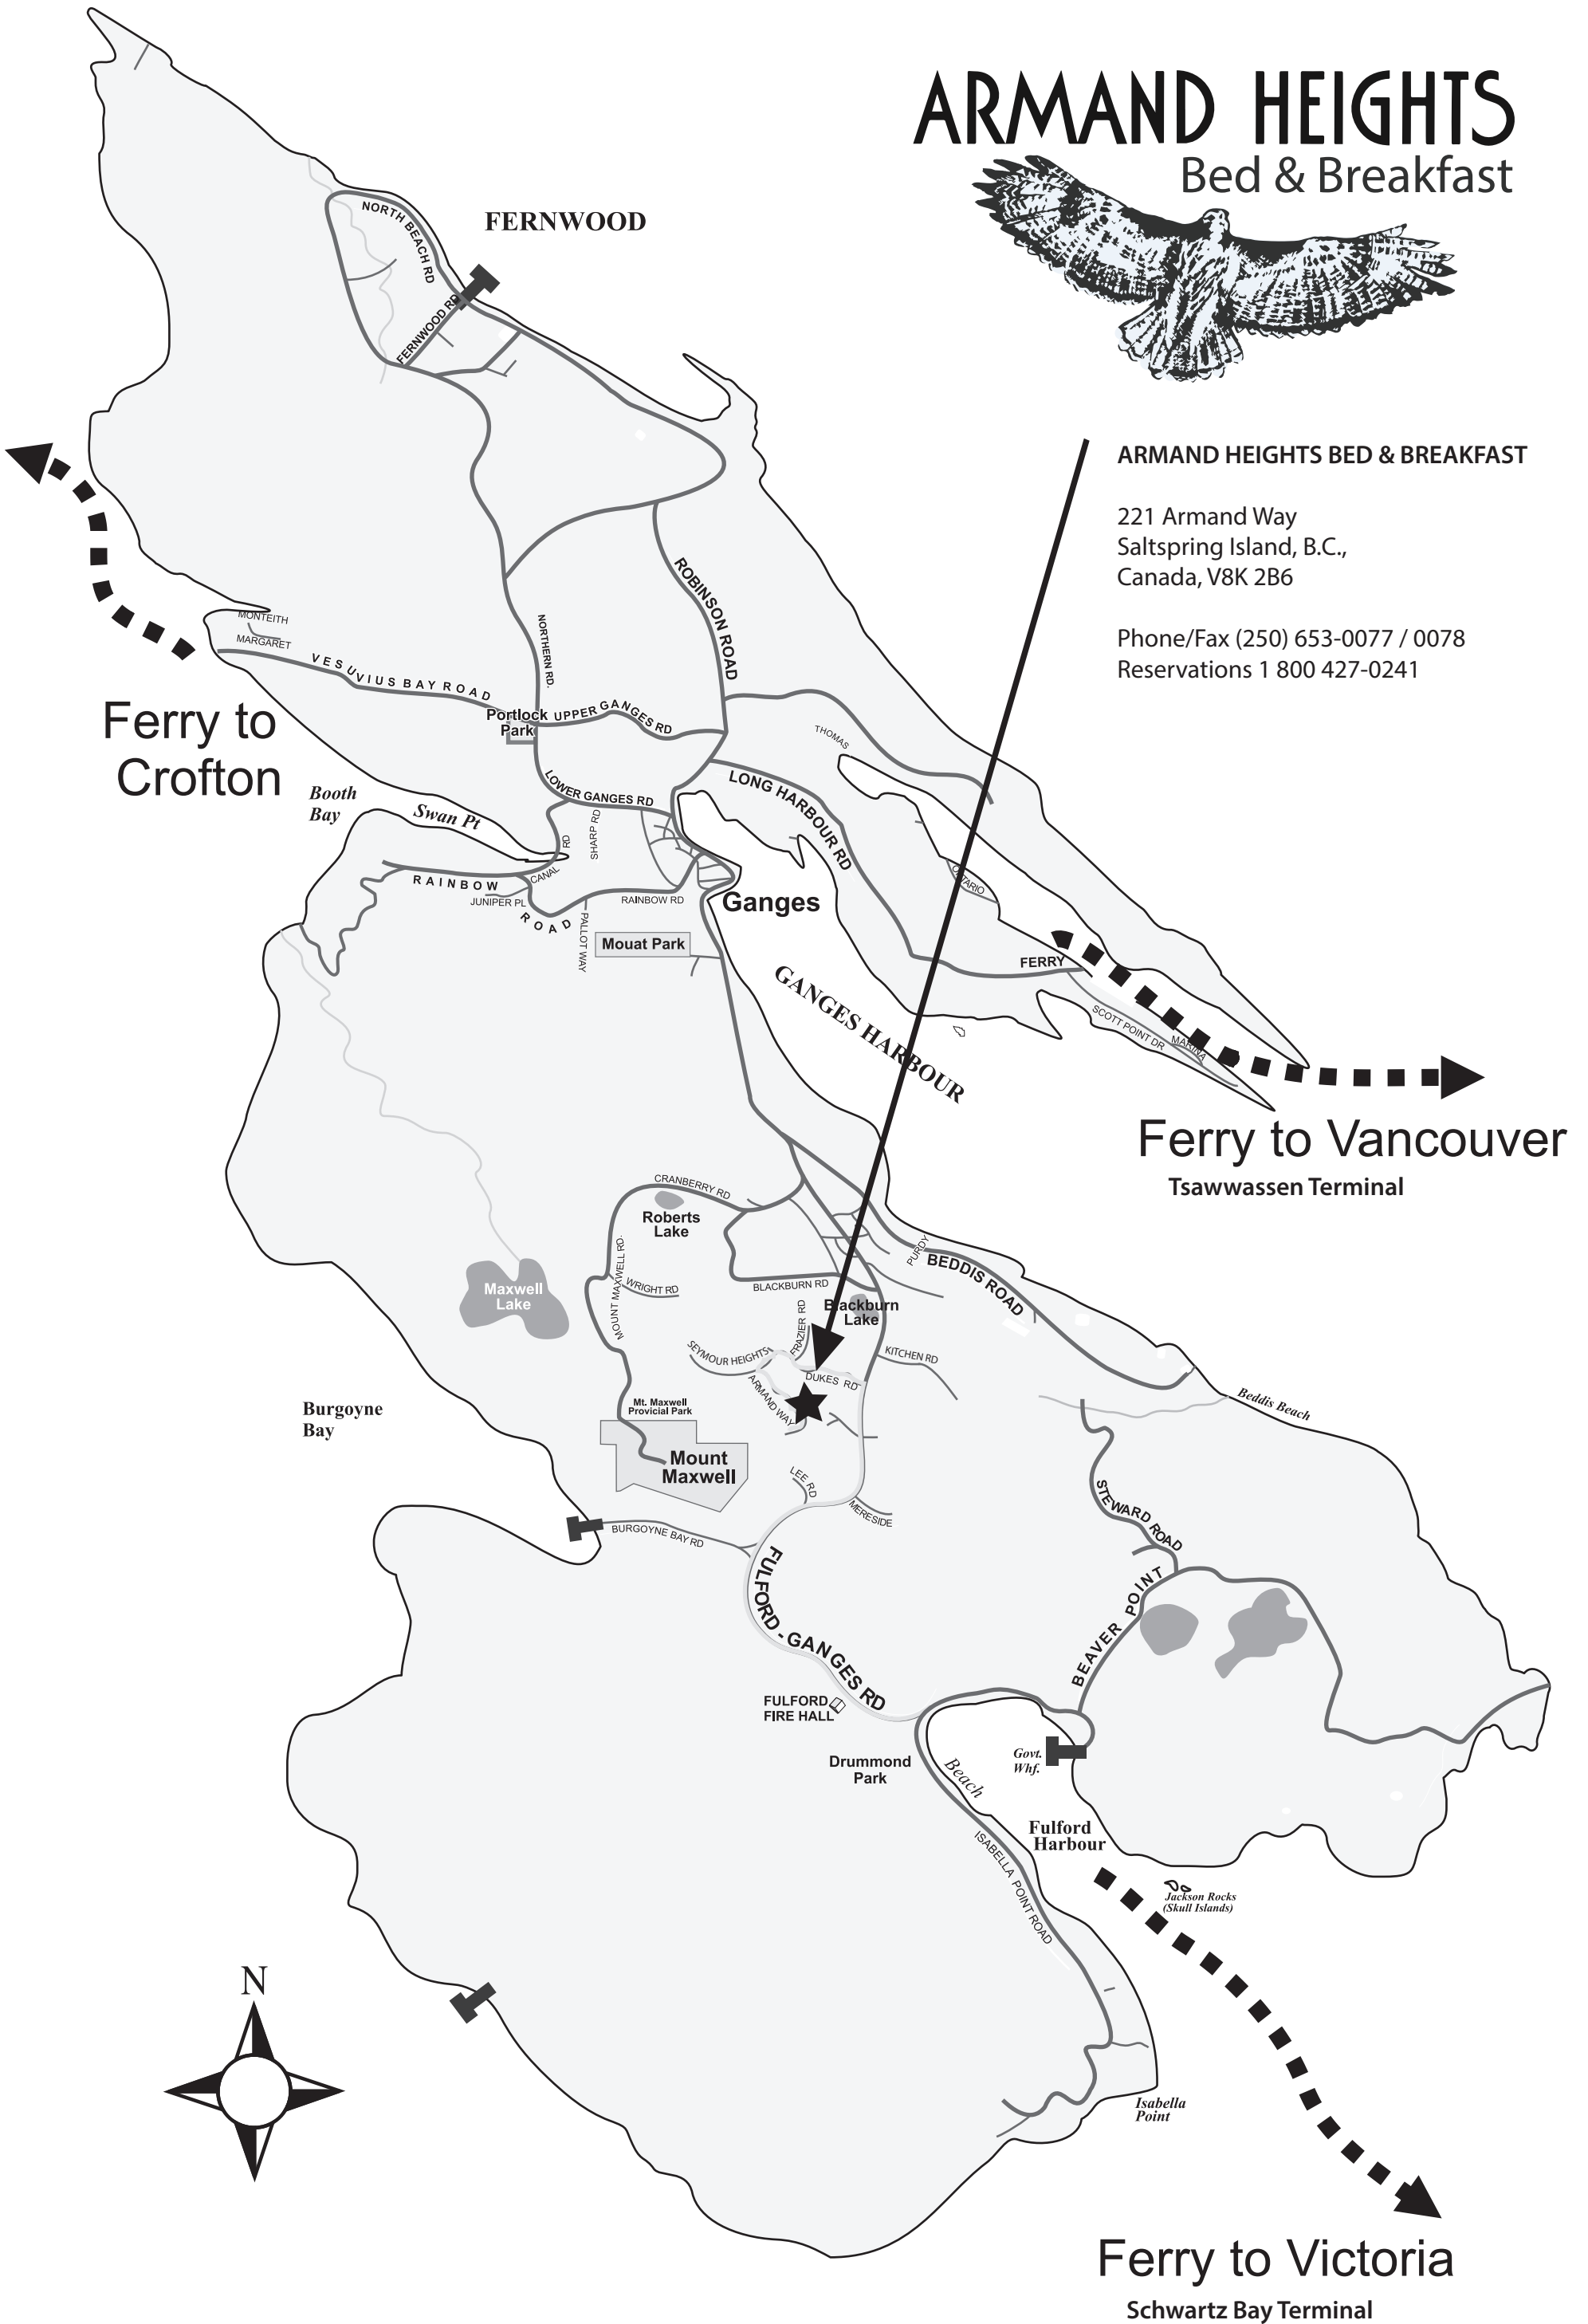 ARMAND HEIGHTS
Bed & Breakfast
NORTH BEACH RD
FERNWOOD
FERNWOOD RD
ARMAND HEIGHTS BED & BREAKFAST
221 Armand Way
Saltspring Island, B.C.,
Canada, V8K 2B6
Phone/Fax (250) 653-0077 / 0078
Reservations 1 800 427-0241
ROBINSON ROAD
NORTHERN RD.
MONTEITH
MARGARET
VESUVIUS BAY ROAD
Portlock
Park
UPPER GANGES RD
Ferry to
Crofton
THOMAS
LONG HARBOUR RD
LOWER GANGES RD
Booth
Bay
Swan Pt
RD
SHARP RD
CANAL
RAINBOW
ROAD
JUNIPER PL
PALLOT WAY
RAINBOW RD
Ganges
ONTARIO
Mouat Park
FERRY
GANGES HARBOUR
SCOTT POINT DR
MARINA
Ferry to Vancouver
Tsawwassen Terminal
CRANBERRY RD
Roberts
Lake
PURDY
BEDDIS ROAD
MOUNT MAXWELL RD.
WRIGHT RD
BLACKBURN RD
Maxwell
Lake
Blackburn
Lake
FRAZIER RD
SEYMOUR HEIGHTS
KITCHEN RD
DUKES RD
ARMAND WAY
Beddis Beach
Mt. Maxwell
Provicial Park
Burgoyne
Bay
Mount
Maxwell
LEE RD
MERESIDE
STEWARD ROAD
BURGOYNE BAY RD
FULFORD - GANGES RD
BEAVER POINT
FULFORD
FIRE HALL
Drummond
Park
Beach
Govt.
Whf.
Fulford
Harbour
ISABELLA POINT ROAD
Jackson Rocks
(Skull Islands)
N
Isabella
Point
Ferry to Victoria
Schwartz Bay Terminal